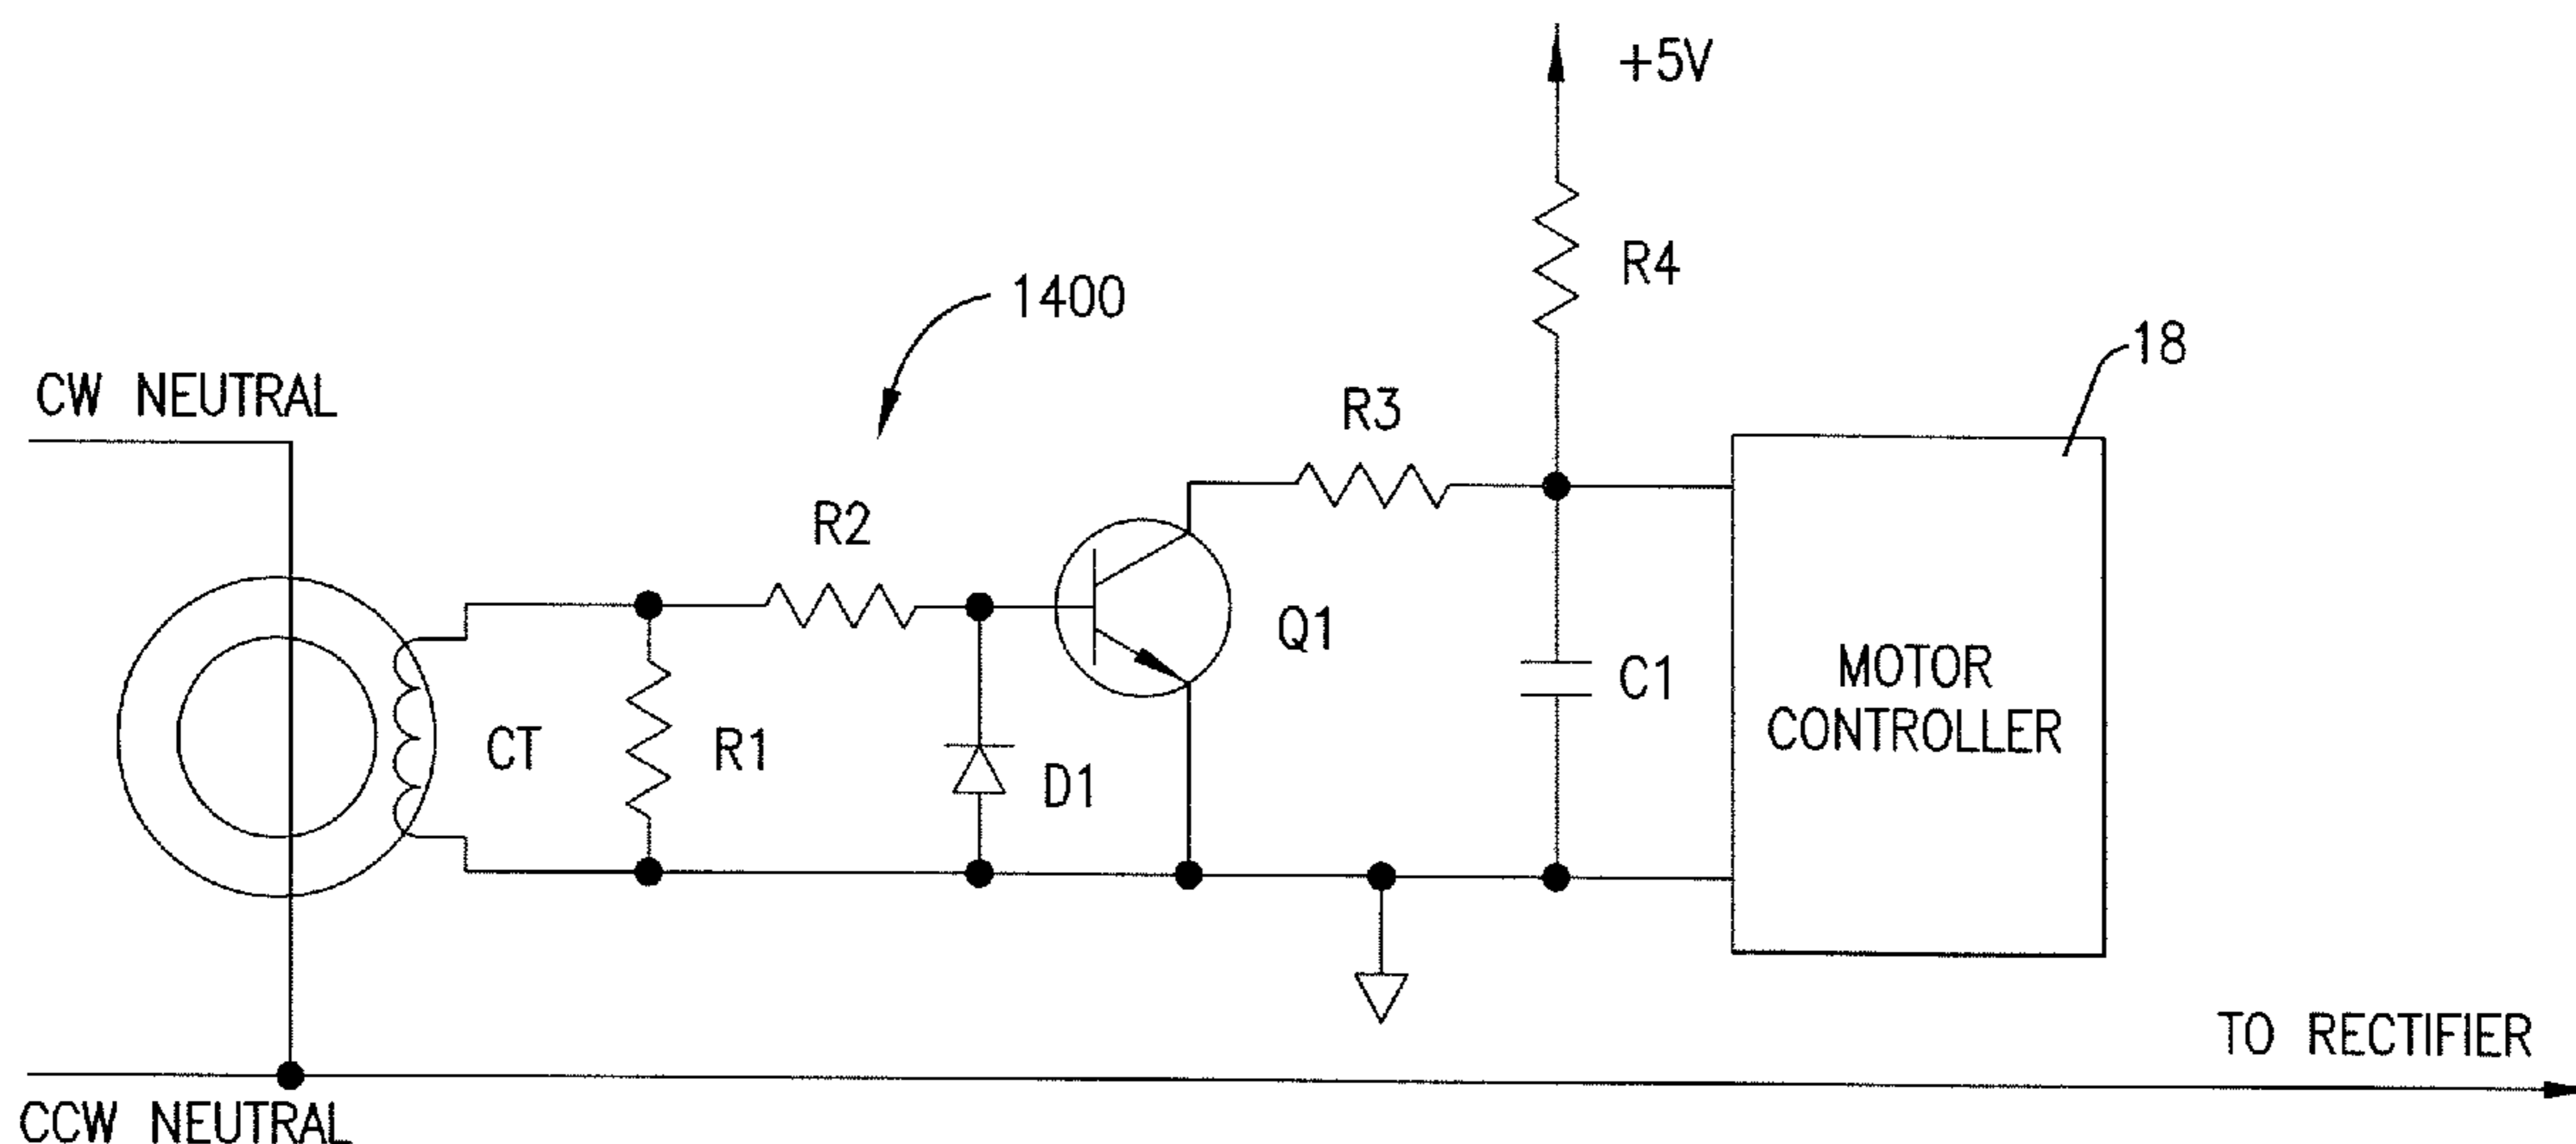 +5V
R4
1400
18
CW NEUTRAL
R3
R2
Q1
MOTOR
CONTROLLER
C1
CT
R1
D1
TO RECTIFIER
CCW NEUTRAL